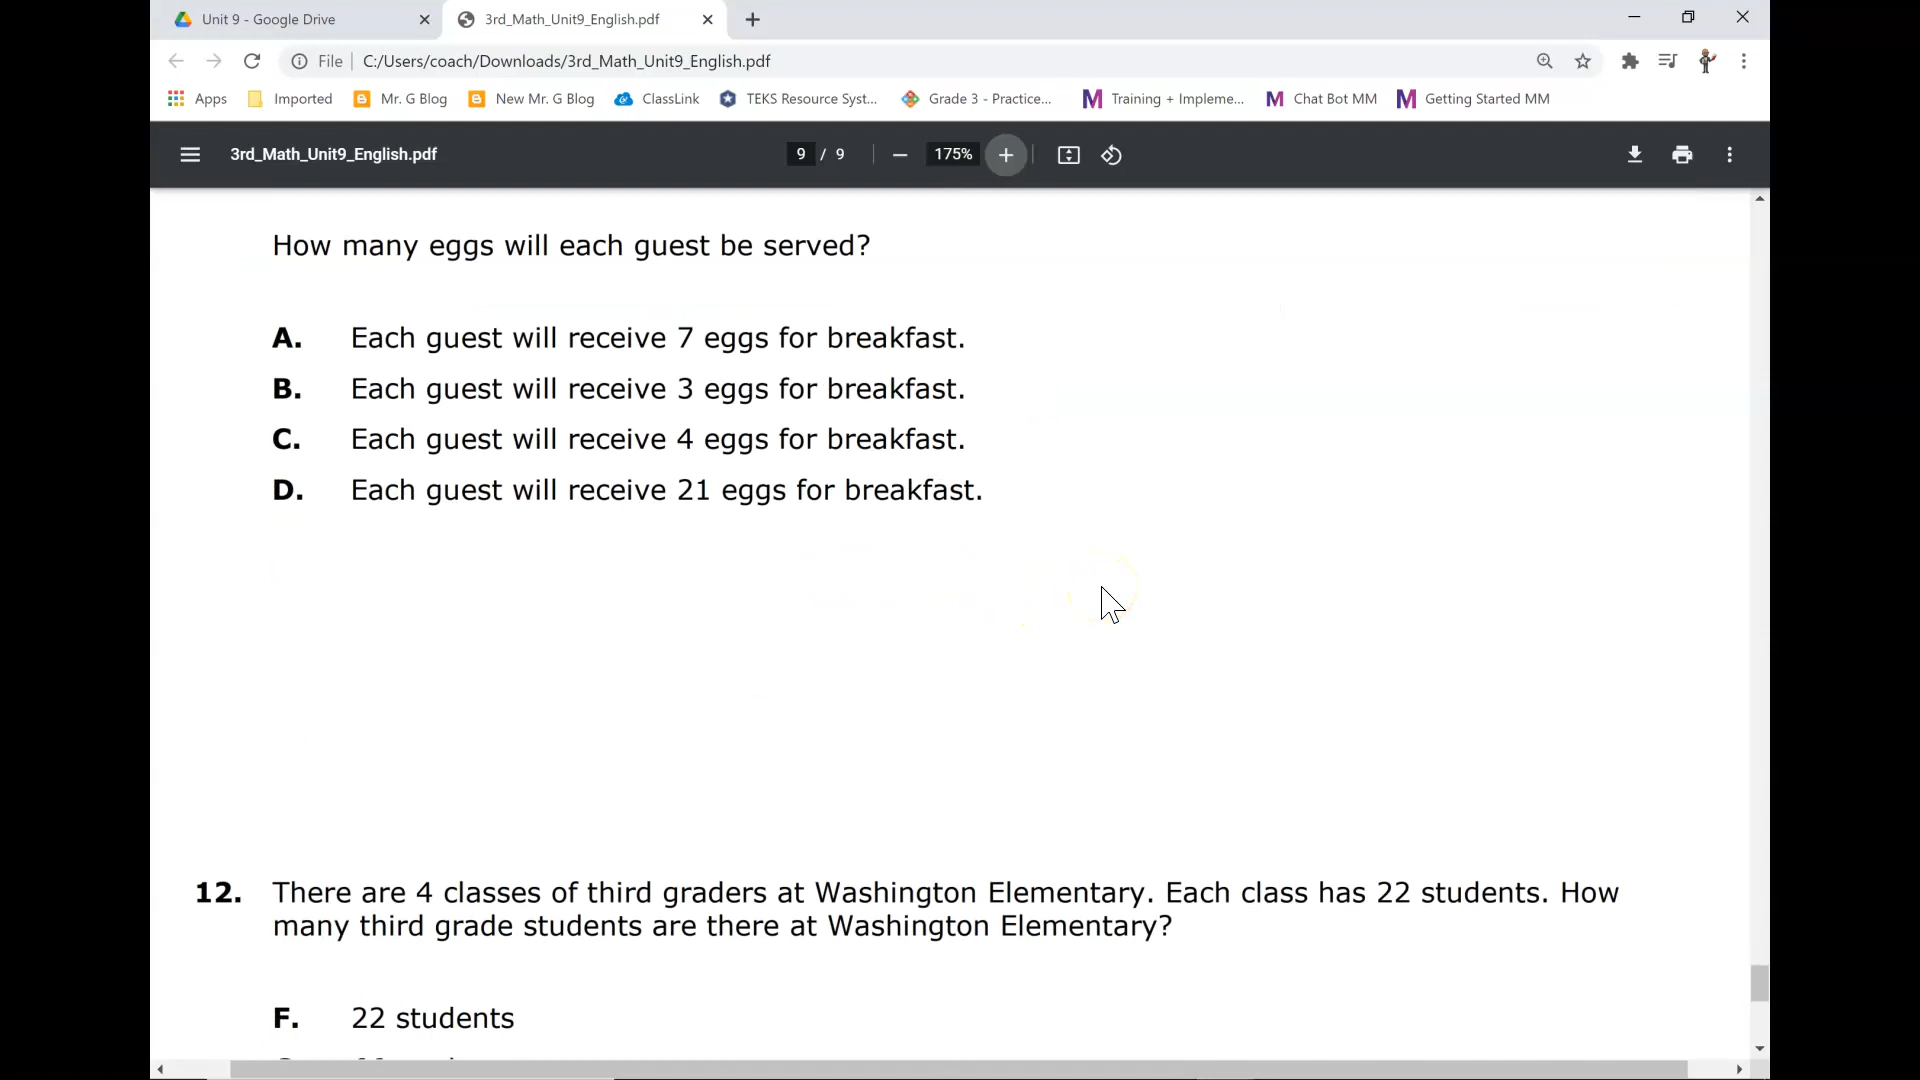 Unit 9 - Google Drive
3rd_Math_Unit9_English.pdf
File
C:/Users/coach/Downloads/3rd_Math_Unit9_English.pdf
Apps
Imported
Mr. G Blog
New Mr. G Blog
ClassLink
TEKS Resource Syst...
Grade 3 - Practice...
Training + Impleme...
Chat Bot MM
Getting Started MM
3rd_Math_Unit9_English.pdf
9 / 9
175%
How many eggs will each guest be served?
A. Each guest will receive 7 eggs for breakfast.
B. Each guest will receive 3 eggs for breakfast.
C. Each guest will receive 4 eggs for breakfast.
D. Each guest will receive 21 eggs for breakfast.
12. There are 4 classes of third graders at Washington Elementary. Each class has 22 students. How
many third grade students are there at Washington Elementary?
F. 22 students